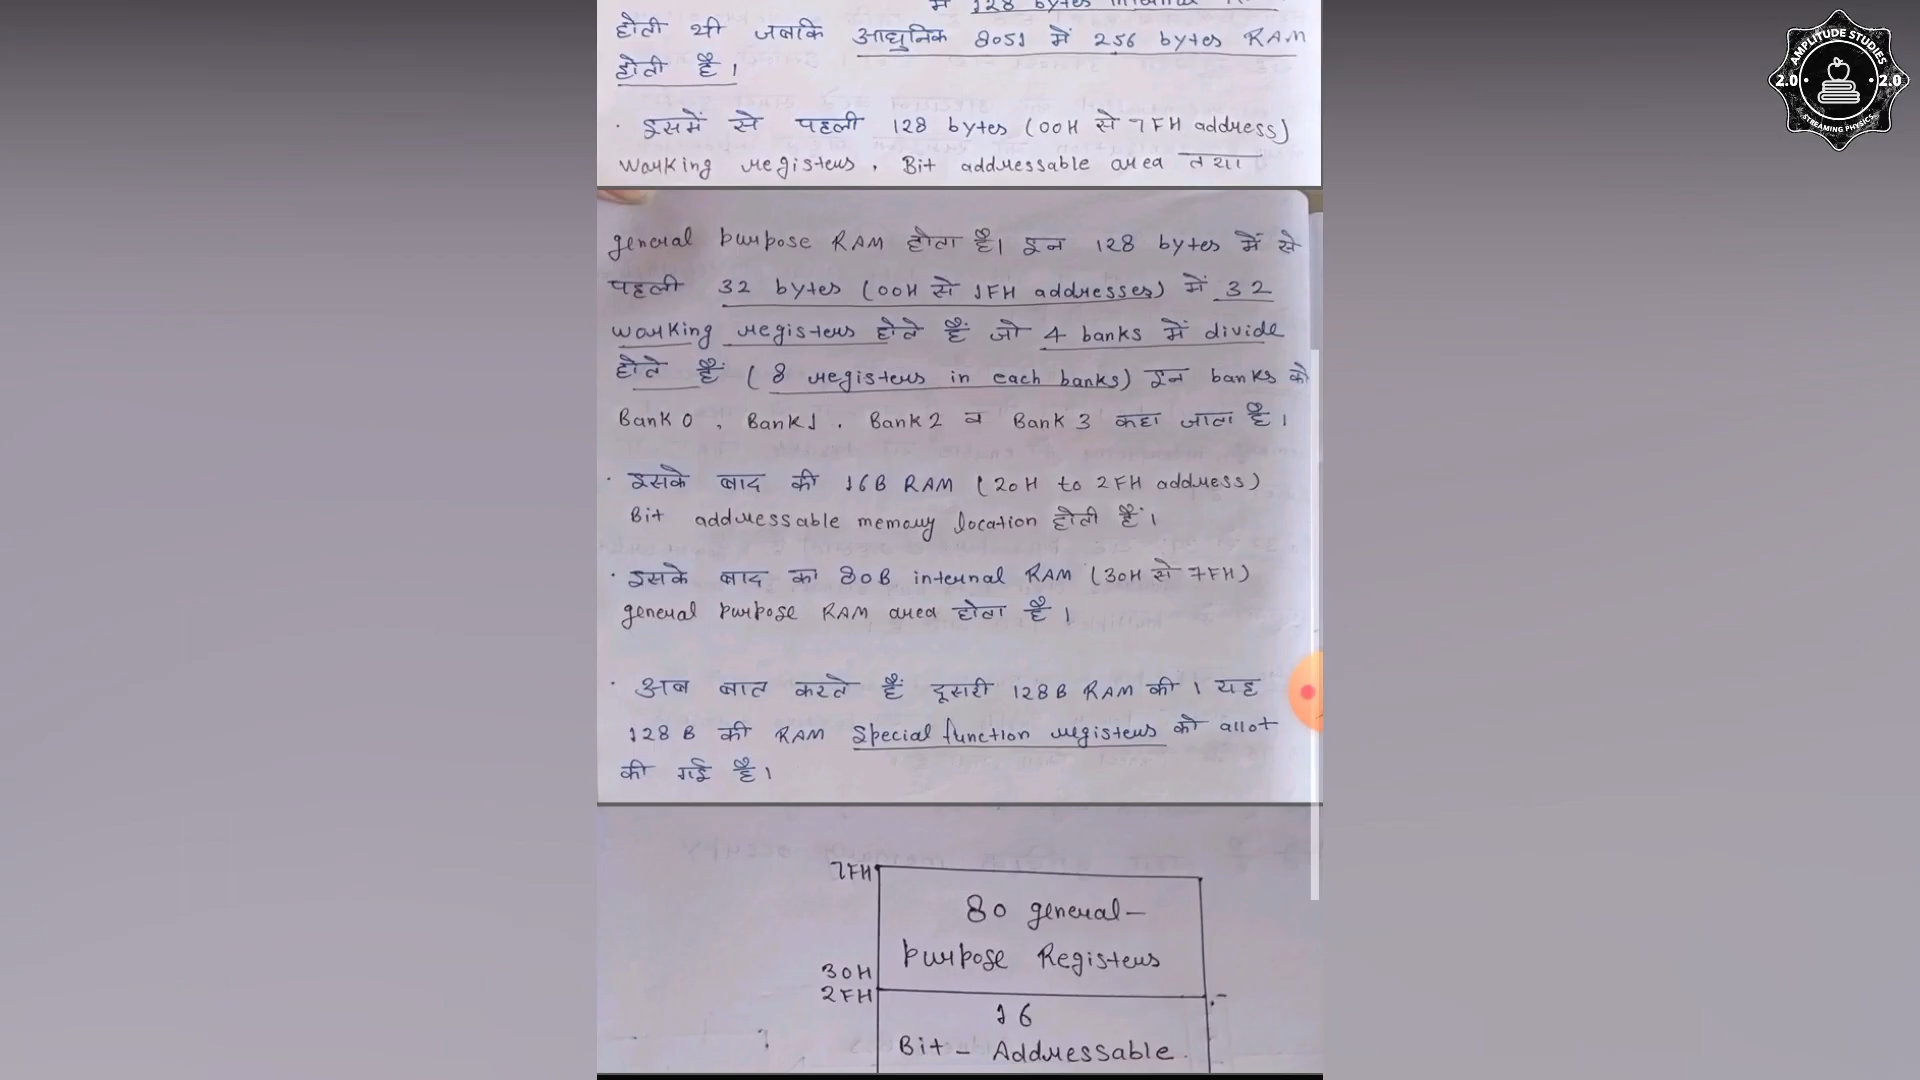 में 128 bytes internal
होती थी जबकि आधुनिक 8051 में 256 bytes RAM
होती है।
· इसमें से पहली 128 bytes (00H से 7FH address)
working registers, Bit addressable area तथा
general purpose RAM होता है। इन 128 bytes में से
पहली 32 bytes (00H से 1FH addresses) में 32
working registers होते हैं जो 4 banks में divide
होते हैं (8 registers in each banks) इन banks को
Bank 0, Bank 1, Bank 2 व Bank 3 कहा जाता है।
· इसके बाद की 16B RAM (20H to 2FH address)
Bit addressable memory location होती हैं।
· इसके बाद का 80B internal RAM (30H से 7FH)
general purpose RAM area होता है।
· अब बात करते हैं दूसरी 128B RAM की। यह
128 B की RAM Special function registers को allot
की गई है।
7FH
80 general-
purpose Registers
30H
2FH
16
Bit - Addressable
AMPLITUDE STUDIES
2.0 2.0
STREAMING PHYSICS